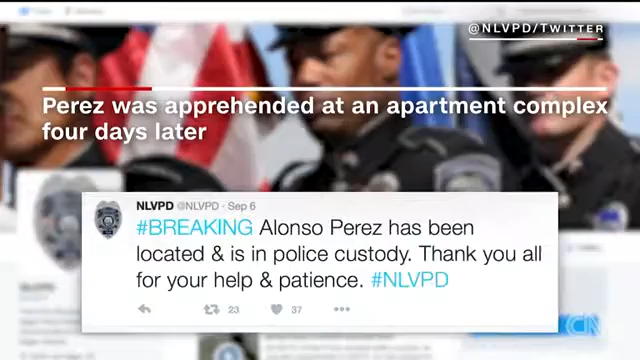 @NLVPD/TWITTER
Perez was apprehended at an apartment complex
four days later
NLVPD @NLVPD · Sep 6
#BREAKING Alonso Perez has been
located & is in police custody. Thank you all
for your help & patience. #NLVPD
23
37
CNN